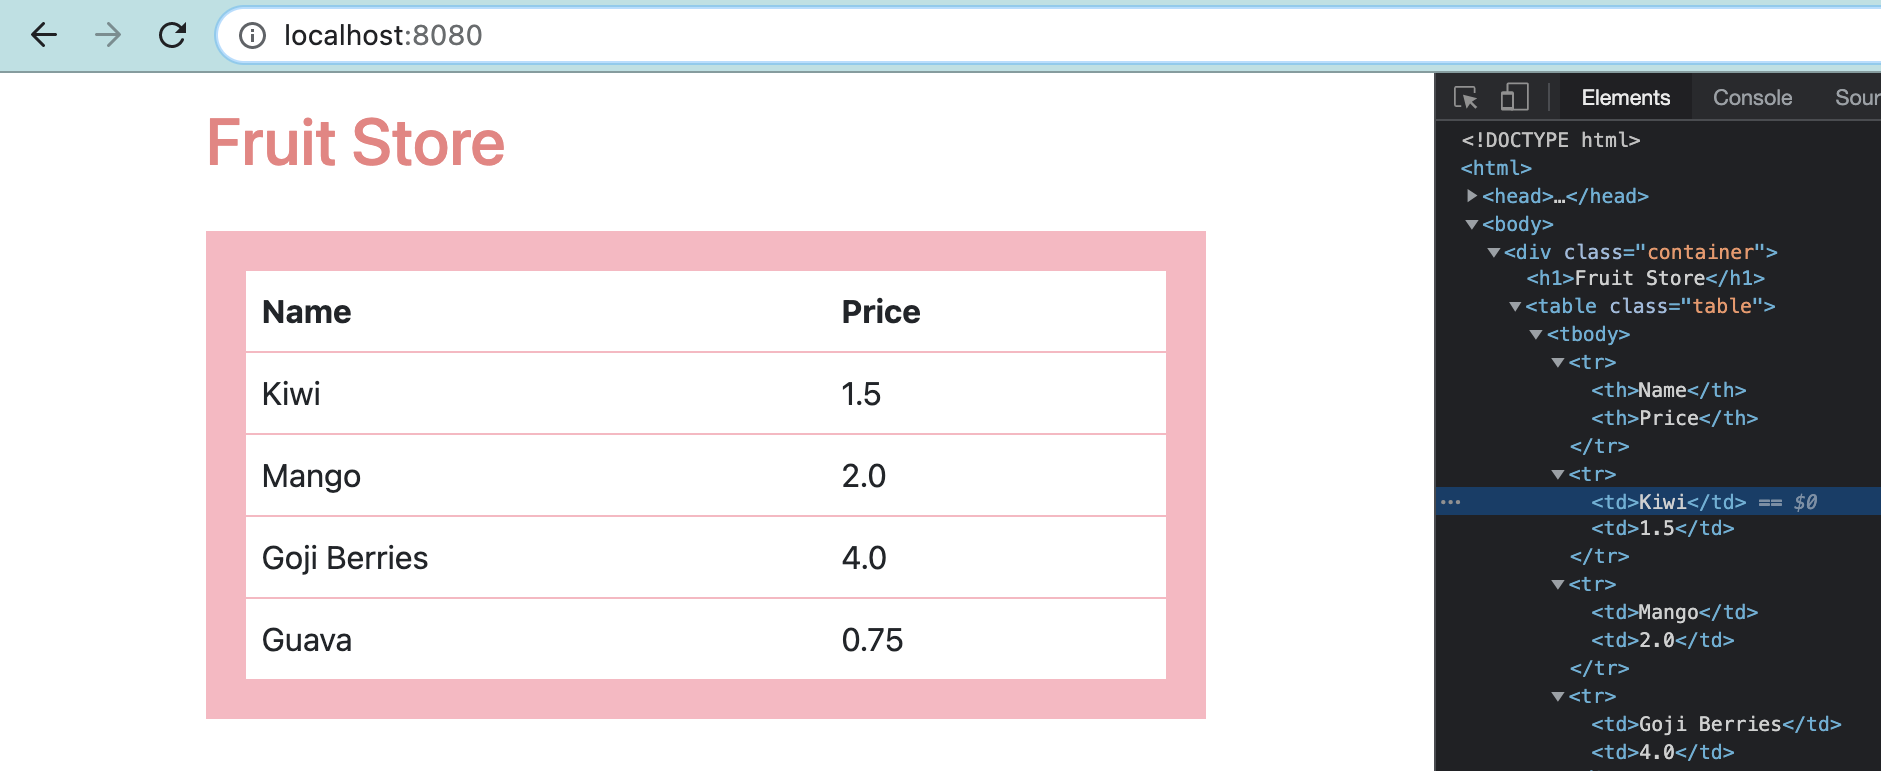 localhost:8080
Fruit Store
Name Price
Kiwi 1.5
Mango 2.0
Goji Berries 4.0
Guava 0.75
Elements Console Sour
<!DOCTYPE html>
<html>
<head>…</head>
<body>
<div class="container">
<h1>Fruit Store</h1>
<table class="table">
<tbody>
<tr>
<th>Name</th>
<th>Price</th>
</tr>
<tr>
<td>Kiwi</td> == $0
<td>1.5</td>
</tr>
<tr>
<td>Mango</td>
<td>2.0</td>
</tr>
<tr>
<td>Goji Berries</td>
<td>4.0</td>